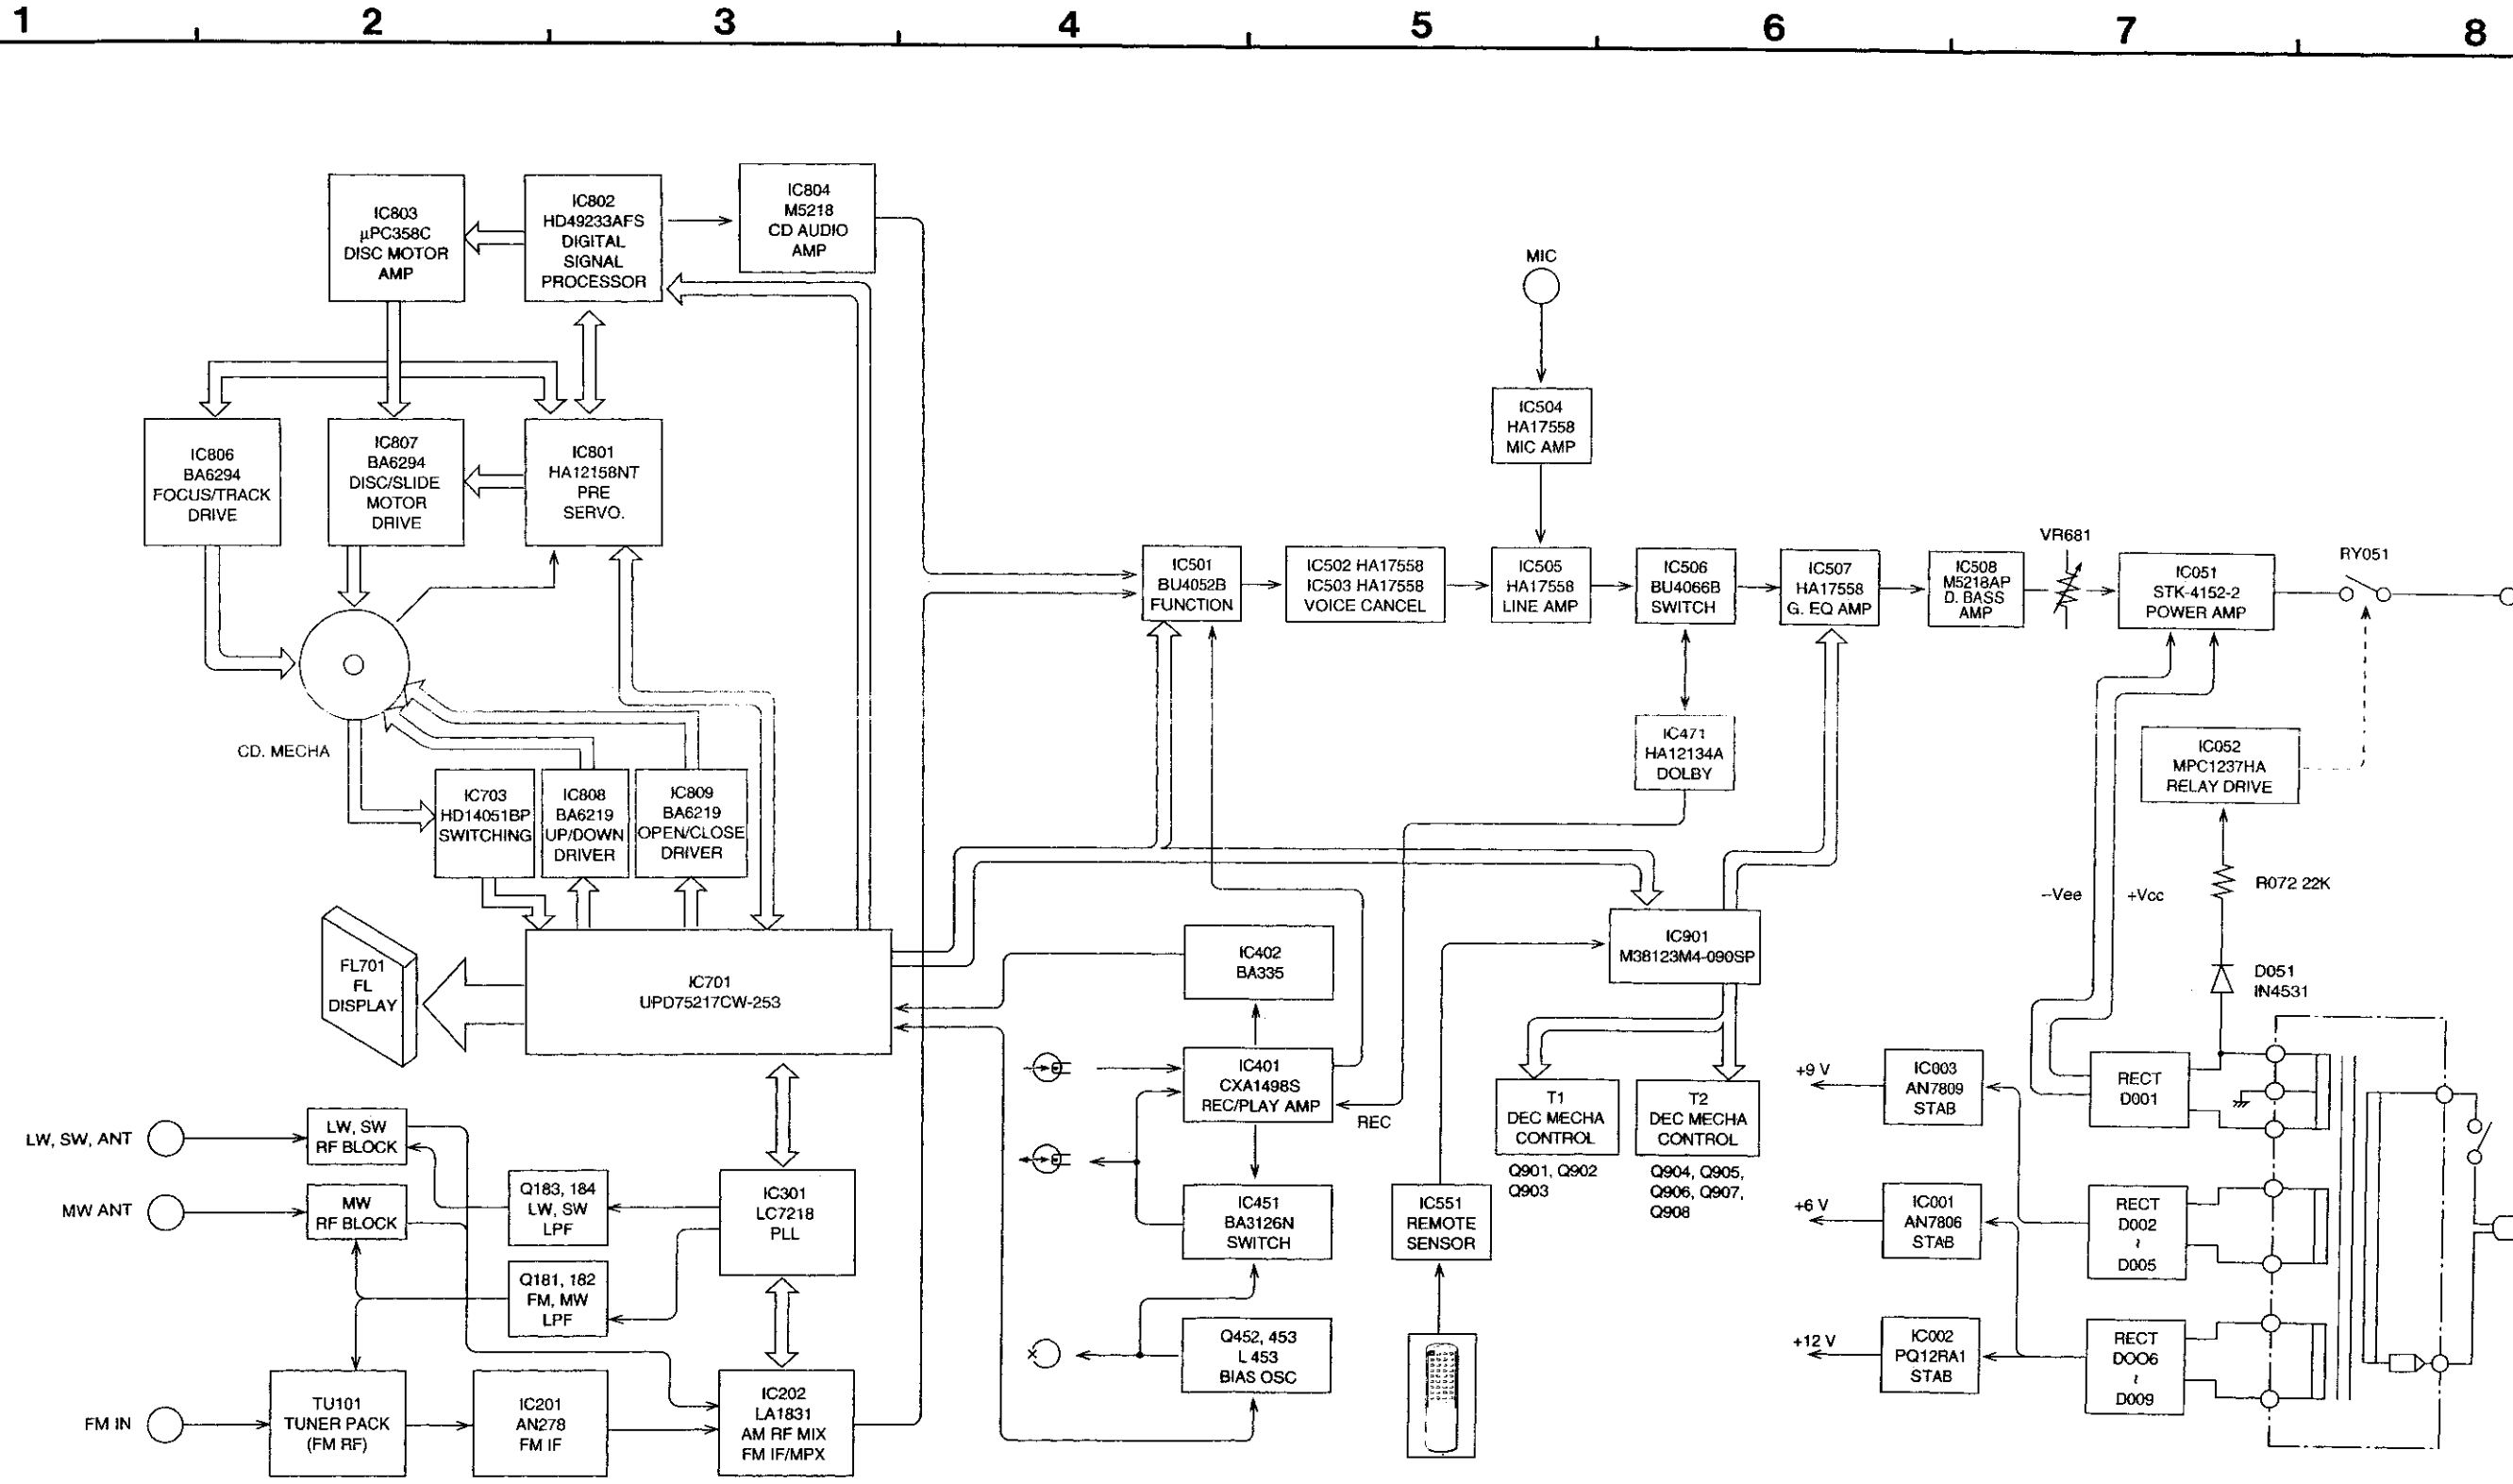 1 2 3 4 5 6 7 8
IC803
µPC358C
DISC MOTOR
AMP
IC802
HD49233AFS
DIGITAL
SIGNAL
PROCESSOR
IC804
M5218
CD AUDIO
AMP
MIC
IC504
HA17558
MIC AMP
IC806
BA6294
FOCUS/TRACK
DRIVE
IC807
BA6294
DISC/SLIDE
MOTOR
DRIVE
IC801
HA12158NT
PRE
SERVO.
IC501
BU4052B
FUNCTION
IC502 HA17558
IC503 HA17558
VOICE CANCEL
IC505
HA17558
LINE AMP
IC506
BU4066B
SWITCH
IC507
HA17558
G. EQ AMP
IC508
M5218AP
D. BASS
AMP
VR681
IC051
STK-4152-2
POWER AMP
RY051
CD. MECHA
IC471
HA12134A
DOLBY
IC052
MPC1237HA
RELAY DRIVE
IC703
HD14051BP
SWITCHING
IC808
BA6219
UP/DOWN
DRIVER
IC809
BA6219
OPEN/CLOSE
DRIVER
–Vee
+Vcc
R072 22K
FL701
FL
DISPLAY
IC701
UPD75217CW-253
IC402
BA335
IC901
M38123M4-090SP
D051
IN4531
IC401
CXA1498S
REC/PLAY AMP
REC
T1
DEC MECHA
CONTROL
T2
DEC MECHA
CONTROL
Q901, Q902
Q903
Q904, Q905,
Q906, Q907,
Q908
+9 V
IC003
AN7809
STAB
RECT
D001
LW, SW, ANT
LW, SW
RF BLOCK
MW ANT
MW
RF BLOCK
Q183, 184
LW, SW
LPF
IC301
LC7218
PLL
IC451
BA3126N
SWITCH
IC551
REMOTE
SENSOR
+6 V
IC001
AN7806
STAB
RECT
D002
~
D005
Q181, 182
FM, MW
LPF
Q452, 453
L 453
BIAS OSC
+12 V
IC002
PQ12RA1
STAB
RECT
DOO6
~
D009
FM IN
TU101
TUNER PACK
(FM RF)
IC201
AN278
FM IF
IC202
LA1831
AM RF MIX
FM IF/MPX